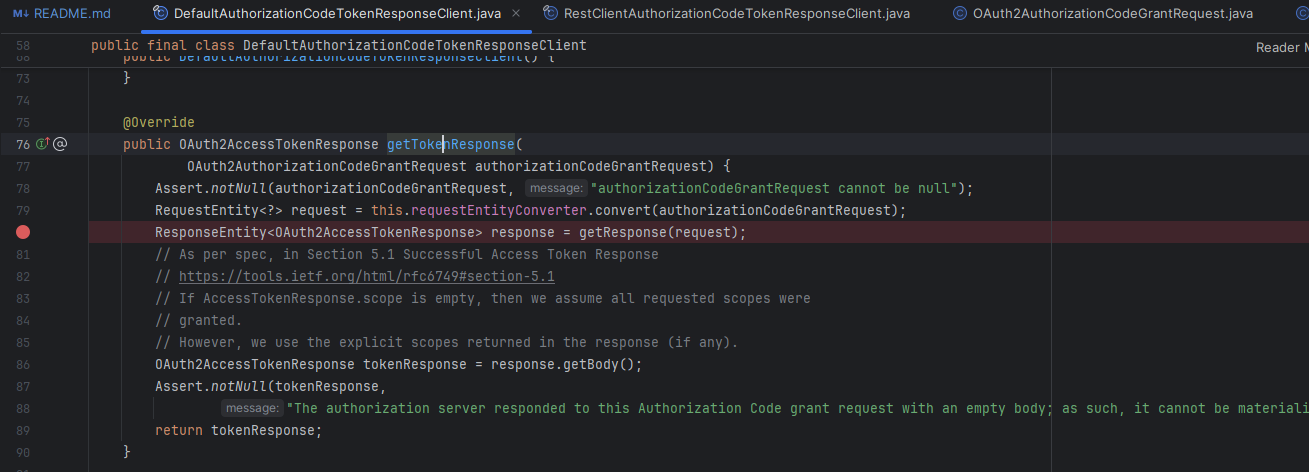 README.md DefaultAuthorizationCodeTokenResponseClient.java RestClientAuthorizationCodeTokenResponseClient.java OAuth2AuthorizationCodeGrantRequest.java
58 public final class DefaultAuthorizationCodeTokenResponseClient
Reader M
68 public DefaultAuthorizationCodeTokenResponseClient() {
73 }
74
75 @Override
76 public OAuth2AccessTokenResponse getTokenResponse(
77 OAuth2AuthorizationCodeGrantRequest authorizationCodeGrantRequest) {
78 Assert.notNull(authorizationCodeGrantRequest, message: "authorizationCodeGrantRequest cannot be null");
79 RequestEntity<?> request = this.requestEntityConverter.convert(authorizationCodeGrantRequest);
ResponseEntity<OAuth2AccessTokenResponse> response = getResponse(request);
81 // As per spec, in Section 5.1 Successful Access Token Response
82 // https://tools.ietf.org/html/rfc6749#section-5.1
83 // If AccessTokenResponse.scope is empty, then we assume all requested scopes were
84 // granted.
85 // However, we use the explicit scopes returned in the response (if any).
86 OAuth2AccessTokenResponse tokenResponse = response.getBody();
87 Assert.notNull(tokenResponse,
88 message: "The authorization server responded to this Authorization Code grant request with an empty body; as such, it cannot be materiali
89 return tokenResponse;
90 }